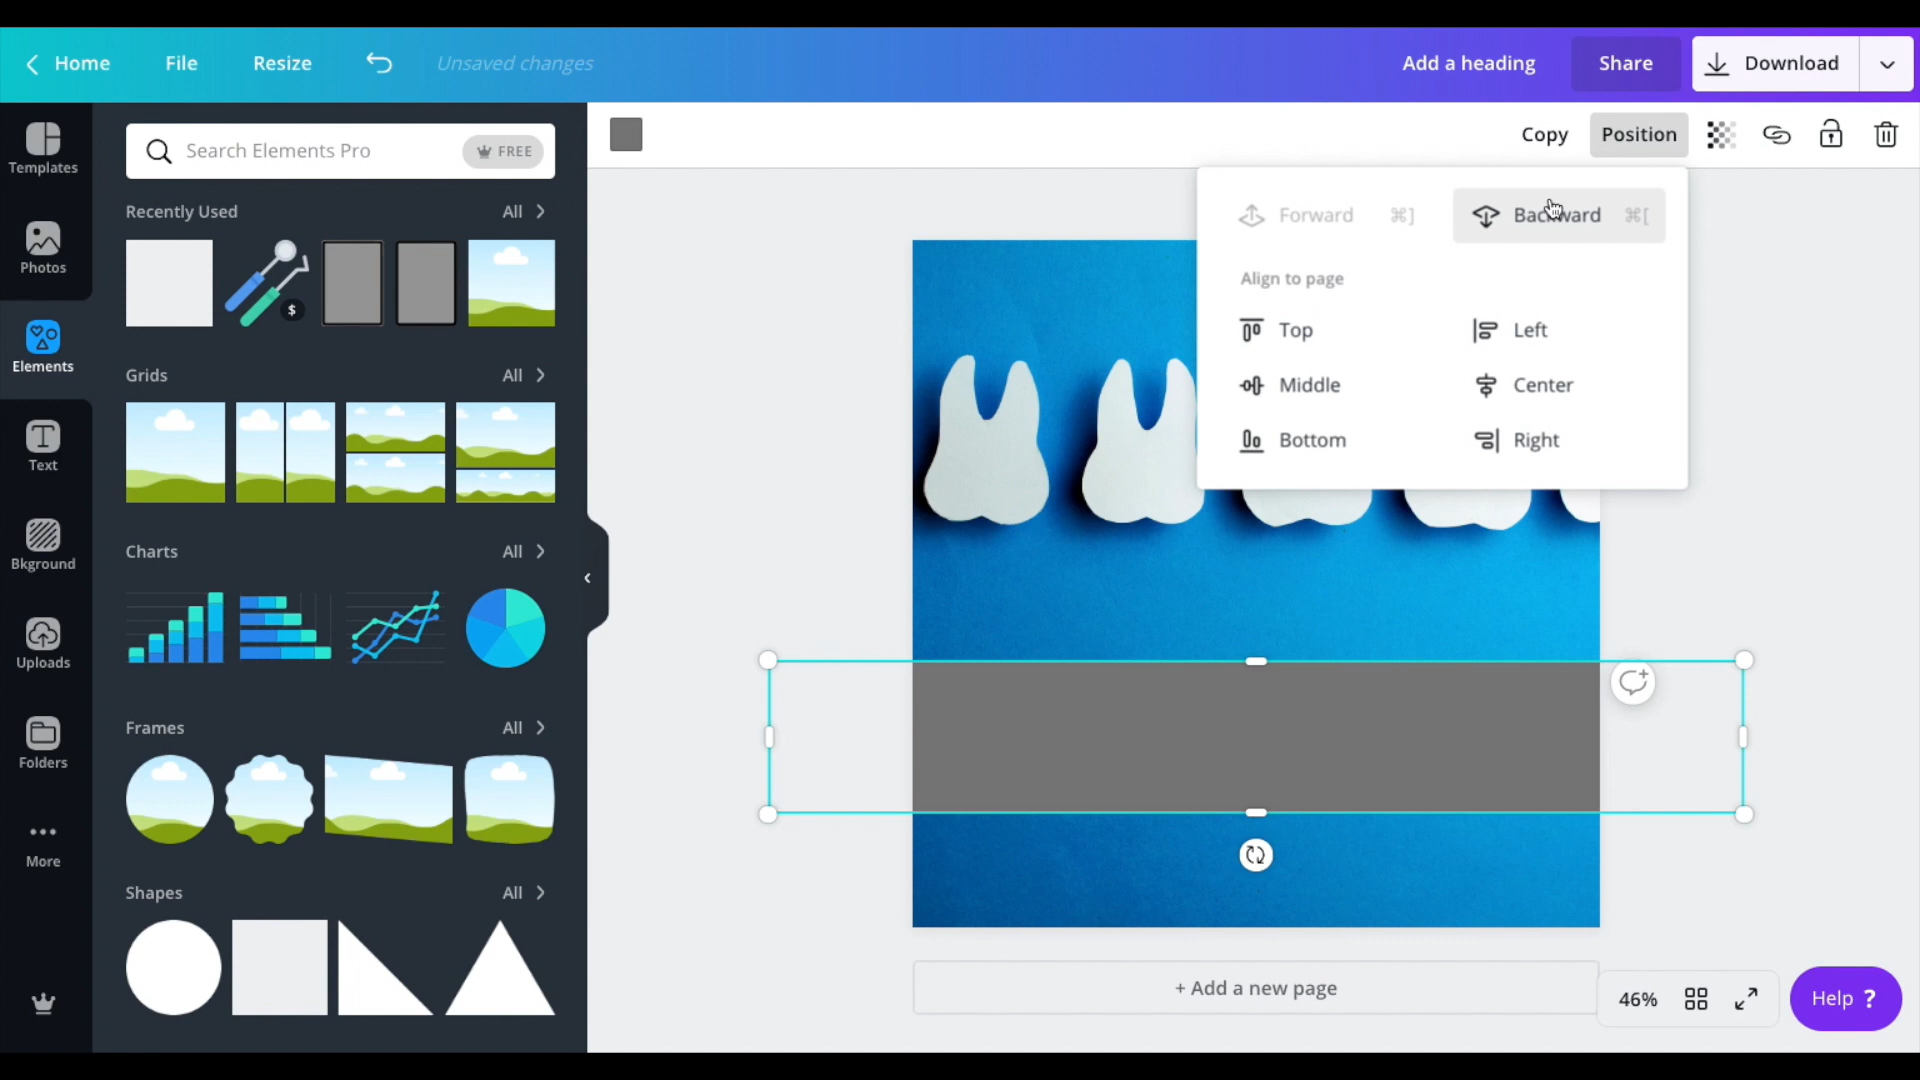 Home File Resize Unsaved changes Add a heading Share Download
Templates
Photos
Elements
Text
Bkground
Uploads
Folders
More
Search Elements Pro FREE
Recently Used All
$
Grids All
Charts All
Frames All
Shapes All
Copy Position
Forward ⌘] Backward ⌘[
Align to page
Top Left
Middle Center
Bottom Right
+ Add a new page
46% Help ?